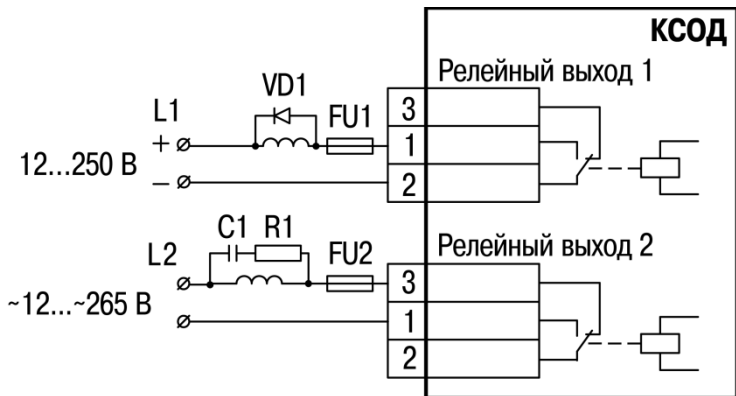 КСОД
Релейный выход 1
VD1
L1
FU1
3
+
1
12...250 В
–
2
C1 R1
Релейный выход 2
L2
FU2
3
~12...~265 В
1
2